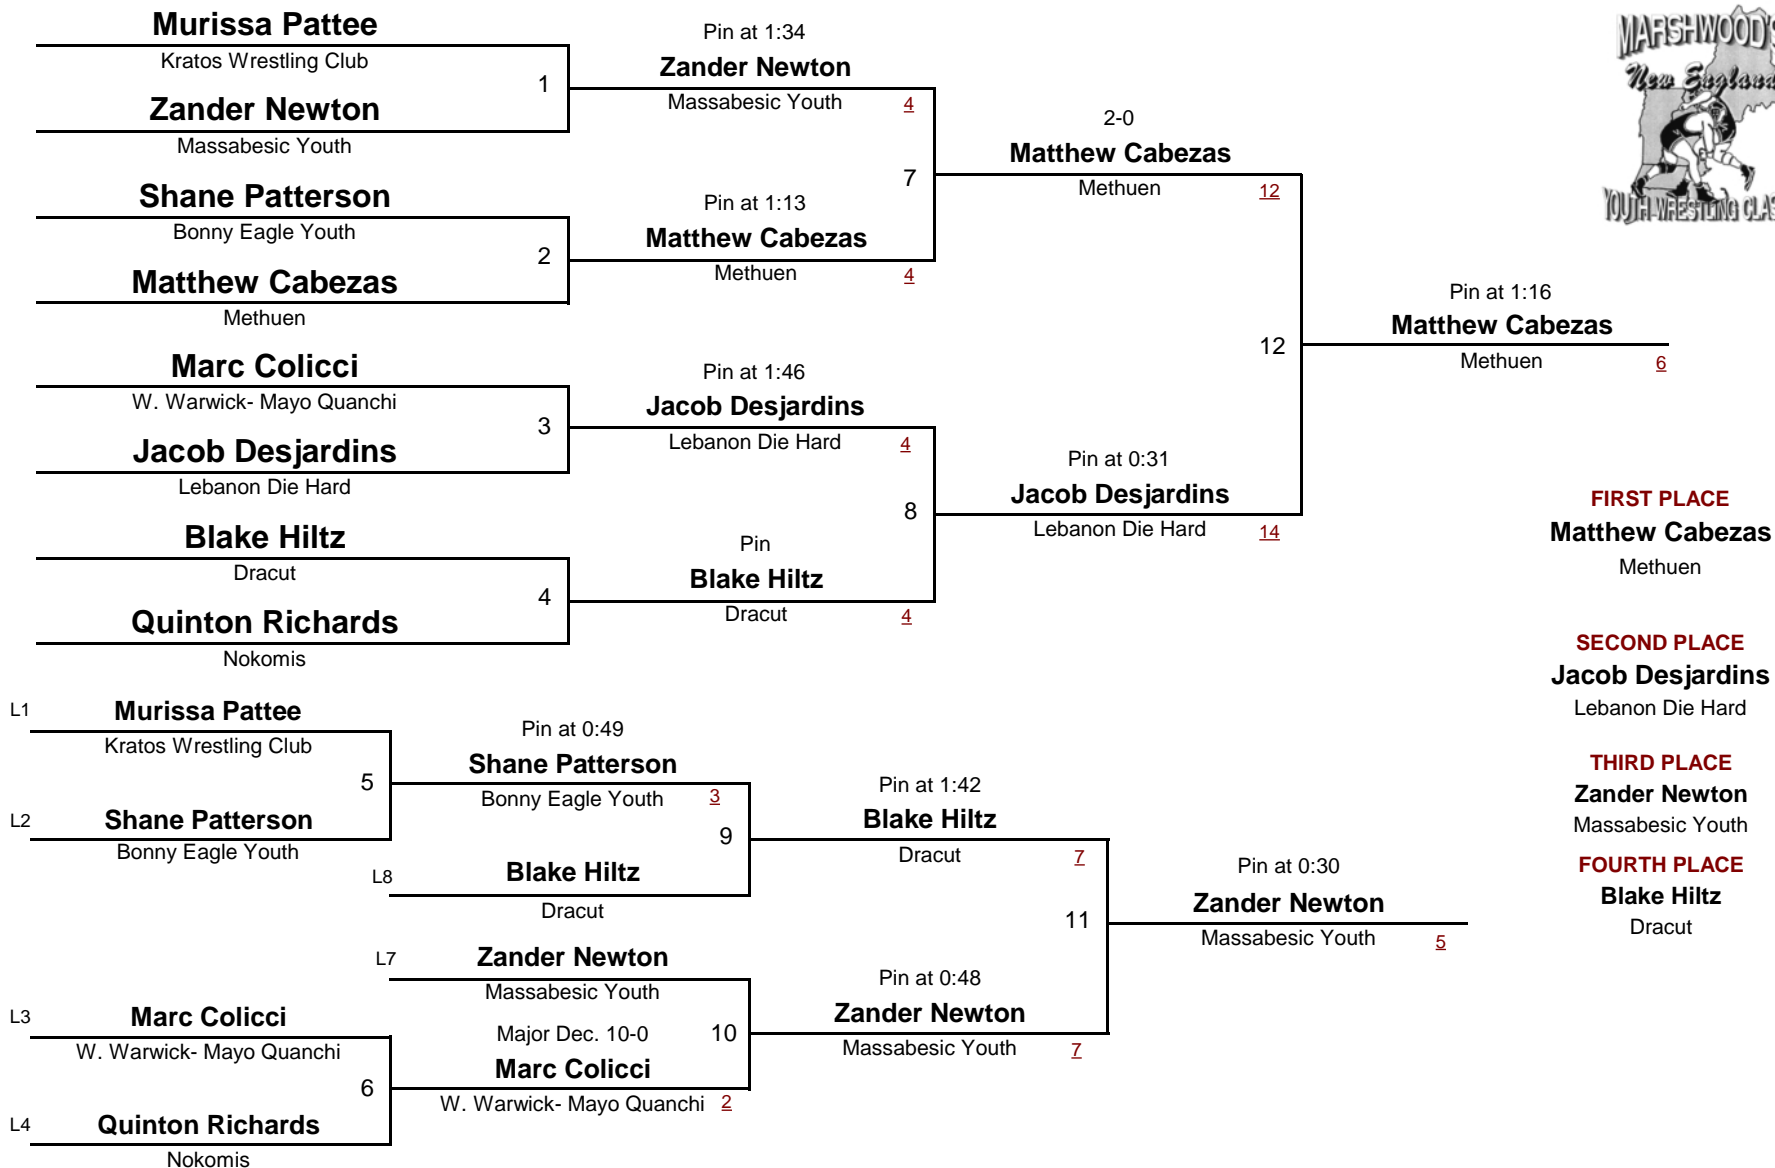 Murissa Pattee
Kratos Wrestling Club
1
Zander Newton
Massabesic Youth
Shane Patterson
Bonny Eagle Youth
2
Matthew Cabezas
Methuen
Marc Colicci
W. Warwick- Mayo Quanchi
3
Jacob Desjardins
Lebanon Die Hard
Blake Hiltz
Dracut
4
Quinton Richards
Nokomis
Pin at 1:34
Zander Newton
Massabesic Youth 4
7
Pin at 1:13
Matthew Cabezas
Methuen 4
Pin at 1:46
Jacob Desjardins
Lebanon Die Hard 4
8
Pin
Blake Hiltz
Dracut 4
2-0
Matthew Cabezas
Methuen 12
12
Pin at 0:31
Jacob Desjardins
Lebanon Die Hard 14
Pin at 1:16
Matthew Cabezas
Methuen 6
MARSHWOOD'S
New England
YOUTH WRESTLING
FIRST PLACE
Matthew Cabezas
Methuen
SECOND PLACE
Jacob Desjardins
Lebanon Die Hard
THIRD PLACE
Zander Newton
Massabesic Youth
FOURTH PLACE
Blake Hiltz
Dracut
L1 Murissa Pattee
Kratos Wrestling Club
5
L2 Shane Patterson
Bonny Eagle Youth
Pin at 0:49
Shane Patterson
Bonny Eagle Youth 3
9
L8 Blake Hiltz
Dracut
L7 Zander Newton
Massabesic Youth
Major Dec. 10-0 10
Marc Colicci
W. Warwick- Mayo Quanchi 2
L3 Marc Colicci
W. Warwick- Mayo Quanchi
6
L4 Quinton Richards
Nokomis
Pin at 1:42
Blake Hiltz
Dracut 7
11
Pin at 0:48
Zander Newton
Massabesic Youth 7
Pin at 0:30
Zander Newton
Massabesic Youth 5